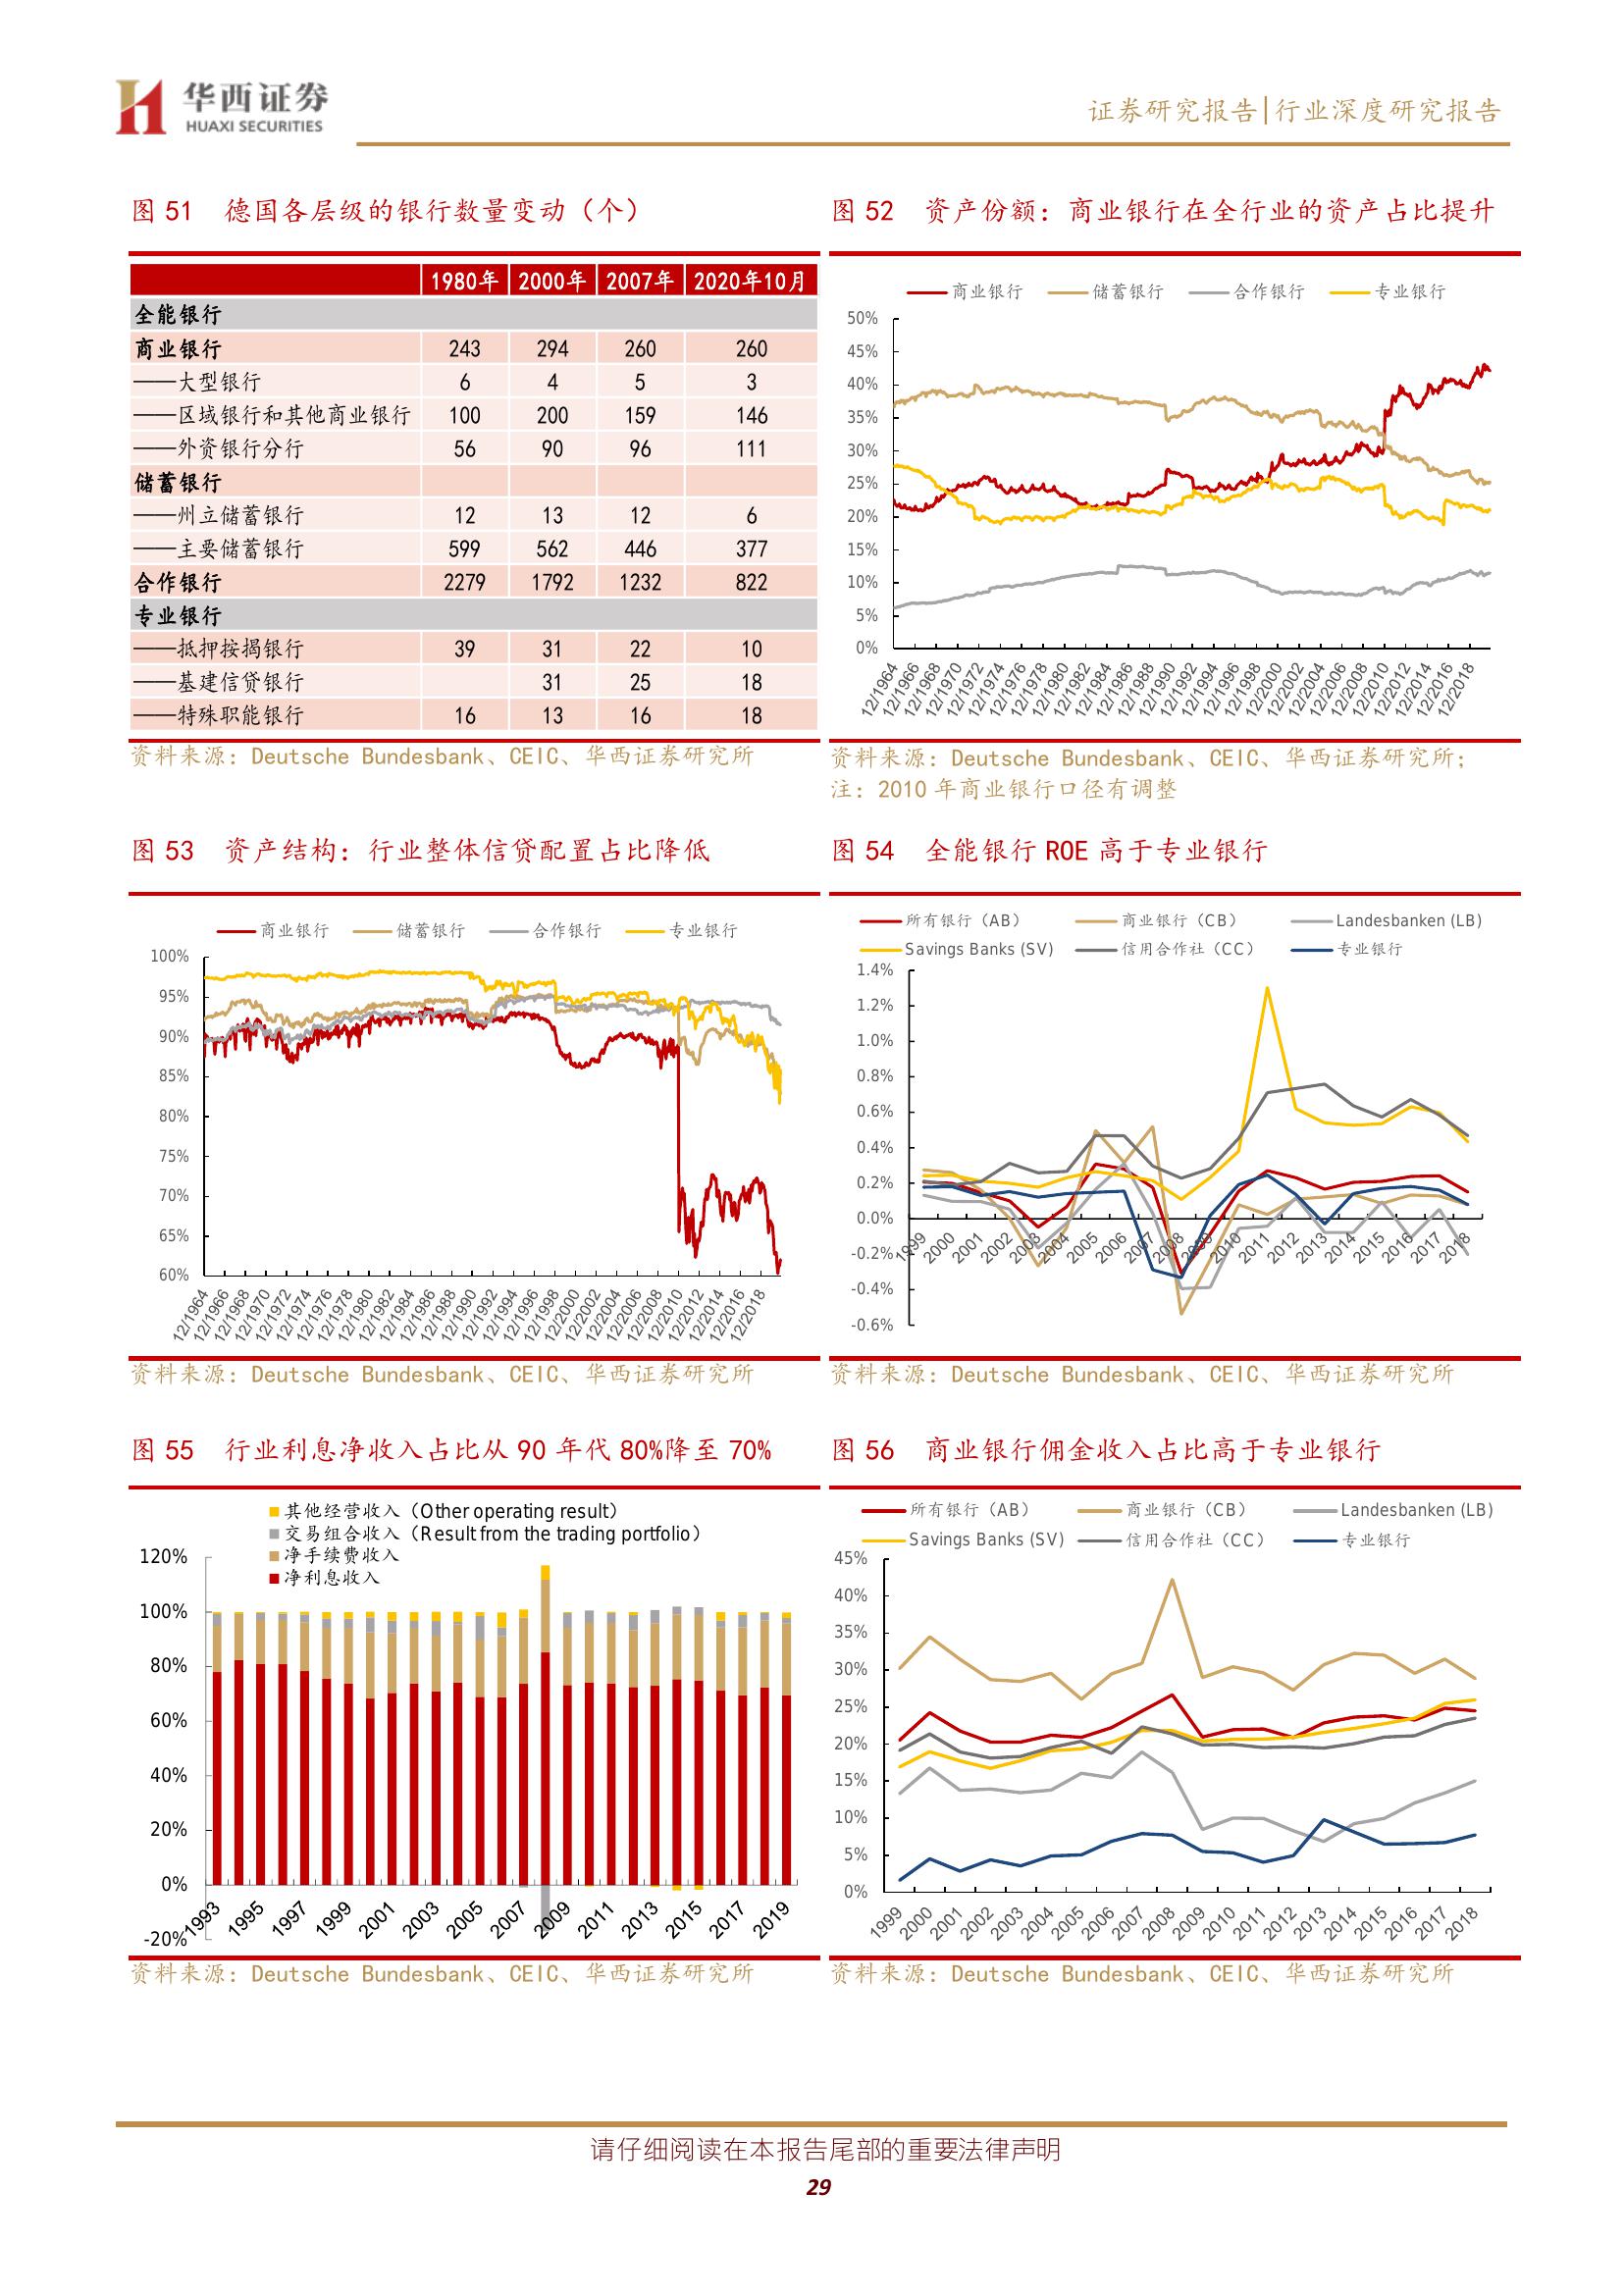 华西证券
HUAXI SECURITIES
证券研究报告|行业深度研究报告
图 51 德国各层级的银行数量变动（个）
1980年 2000年 2007年 2020年10月
全能银行
商业银行 243 294 260 260
——大型银行 6 4 5 3
——区域银行和其他商业银行 100 200 159 146
——外资银行分行 56 90 96 111
储蓄银行
——州立储蓄银行 12 13 12 6
——主要储蓄银行 599 562 446 377
合作银行 2279 1792 1232 822
专业银行
——抵押按揭银行 39 31 22 10
——基建信贷银行 31 25 18
——特殊职能银行 16 13 16 18
资料来源：Deutsche Bundesbank、CEIC、华西证券研究所
图 52 资产份额：商业银行在全行业的资产占比提升
商业银行 储蓄银行 合作银行 专业银行
50%
45%
40%
35%
30%
25%
20%
15%
10%
5%
0%
12/1964 12/1966 12/1968 12/1970 12/1972 12/1974 12/1976 12/1978 12/1980 12/1982 12/1984 12/1986 12/1988 12/1990 12/1992 12/1994 12/1996 12/1998 12/2000 12/2002 12/2004 12/2006 12/2008 12/2010 12/2012 12/2014 12/2016 12/2018
资料来源：Deutsche Bundesbank、CEIC、华西证券研究所；
注：2010 年商业银行口径有调整
图 53 资产结构：行业整体信贷配置占比降低
商业银行 储蓄银行 合作银行 专业银行
100%
95%
90%
85%
80%
75%
70%
65%
60%
12/1964 12/1966 12/1968 12/1970 12/1972 12/1974 12/1976 12/1978 12/1980 12/1982 12/1984 12/1986 12/1988 12/1990 12/1992 12/1994 12/1996 12/1998 12/2000 12/2002 12/2004 12/2006 12/2008 12/2010 12/2012 12/2014 12/2016 12/2018
资料来源：Deutsche Bundesbank、CEIC、华西证券研究所
图 54 全能银行 ROE 高于专业银行
所有银行（AB） 商业银行（CB） Landesbanken (LB)
Savings Banks (SV) 信用合作社（CC） 专业银行
1.4%
1.2%
1.0%
0.8%
0.6%
0.4%
0.2%
0.0%
-0.2%
-0.4%
-0.6%
1999 2000 2001 2002 2003 2004 2005 2006 2007 2008 2009 2010 2011 2012 2013 2014 2015 2016 2017 2018
资料来源：Deutsche Bundesbank、CEIC、华西证券研究所
图 55 行业利息净收入占比从 90 年代 80%降至 70%
其他经营收入（Other operating result）
交易组合收入（Result from the trading portfolio）
净手续费收入
净利息收入
120%
100%
80%
60%
40%
20%
0%
-20%
1993 1995 1997 1999 2001 2003 2005 2007 2009 2011 2013 2015 2017 2019
资料来源：Deutsche Bundesbank、CEIC、华西证券研究所
图 56 商业银行佣金收入占比高于专业银行
所有银行（AB） 商业银行（CB） Landesbanken (LB)
Savings Banks (SV) 信用合作社（CC） 专业银行
45%
40%
35%
30%
25%
20%
15%
10%
5%
0%
1999 2000 2001 2002 2003 2004 2005 2006 2007 2008 2009 2010 2011 2012 2013 2014 2015 2016 2017 2018
资料来源：Deutsche Bundesbank、CEIC、华西证券研究所
请仔细阅读在本报告尾部的重要法律声明
29